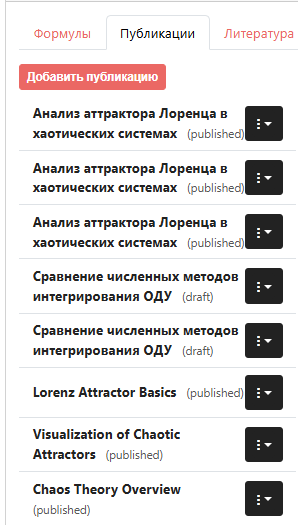 Формулы Публикации Литература
Добавить публикацию
Анализ аттрактора Лоренца в
хаотических системах (published)
Анализ аттрактора Лоренца в
хаотических системах (published)
Анализ аттрактора Лоренца в
хаотических системах (published)
Сравнение численных методов
интегрирования ОДУ (draft)
Сравнение численных методов
интегрирования ОДУ (draft)
Lorenz Attractor Basics (published)
Visualization of Chaotic
Attractors (published)
Chaos Theory Overview
(published)